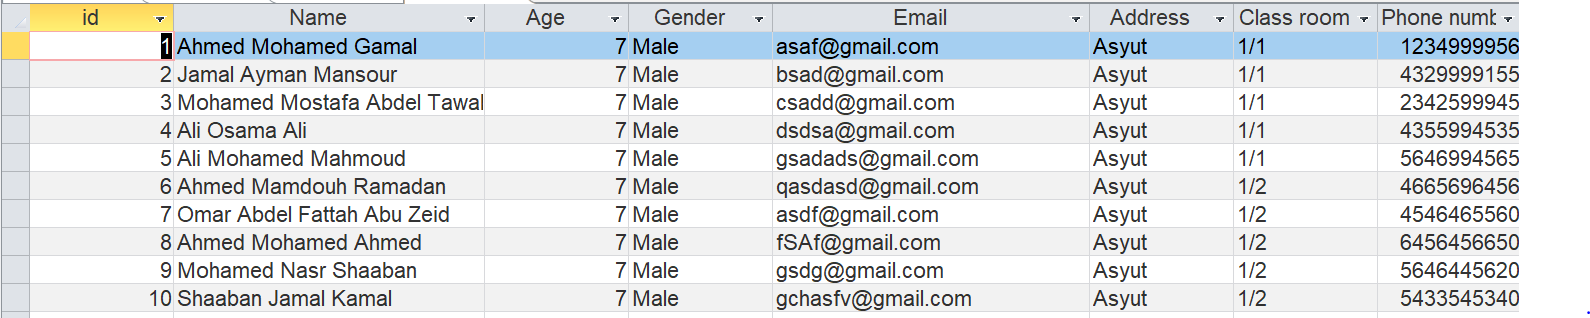 id Name Age Gender Email Address Class room Phone numb
1 Ahmed Mohamed Gamal 7 Male asaf@gmail.com Asyut 1/1 1234999956
2 Jamal Ayman Mansour 7 Male bsad@gmail.com Asyut 1/1 4329999155
3 Mohamed Mostafa Abdel Tawal 7 Male csadd@gmail.com Asyut 1/1 2342599945
4 Ali Osama Ali 7 Male dsdsa@gmail.com Asyut 1/1 4355994535
5 Ali Mohamed Mahmoud 7 Male gsadads@gmail.com Asyut 1/1 5646994565
6 Ahmed Mamdouh Ramadan 7 Male qasdasd@gmail.com Asyut 1/2 4665696456
7 Omar Abdel Fattah Abu Zeid 7 Male asdf@gmail.com Asyut 1/2 4546465560
8 Ahmed Mohamed Ahmed 7 Male fSAf@gmail.com Asyut 1/2 6456456650
9 Mohamed Nasr Shaaban 7 Male gsdg@gmail.com Asyut 1/2 5646445620
10 Shaaban Jamal Kamal 7 Male gchasfv@gmail.com Asyut 1/2 5433545340